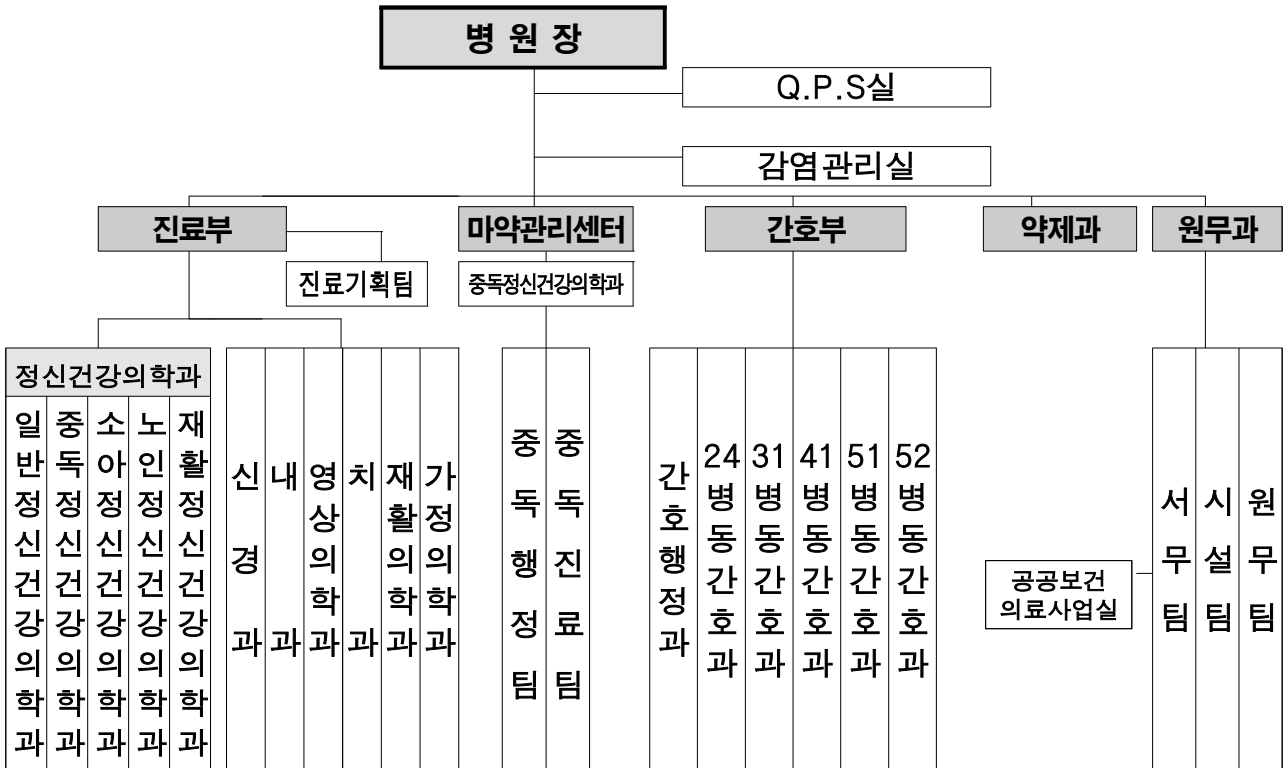 병 원 장
Q.P.S실
감염관리실
진료부
마약관리센터
간호부
약제과
원무과
진료기획팀
중독정신건강의학과
정신건강의학과
일반정신건강의학과
중독정신건강의학과
소아정신건강의학과
노인정신건강의학과
재활정신건강의학과
신경과
내과
영상의학과
치과
재활의학과
가정의학과
중독행정팀
중독진료팀
간호행정과
24병동간호과
31병동간호과
41병동간호과
51병동간호과
52병동간호과
공공보건
의료사업실
서무팀
시설팀
원무팀